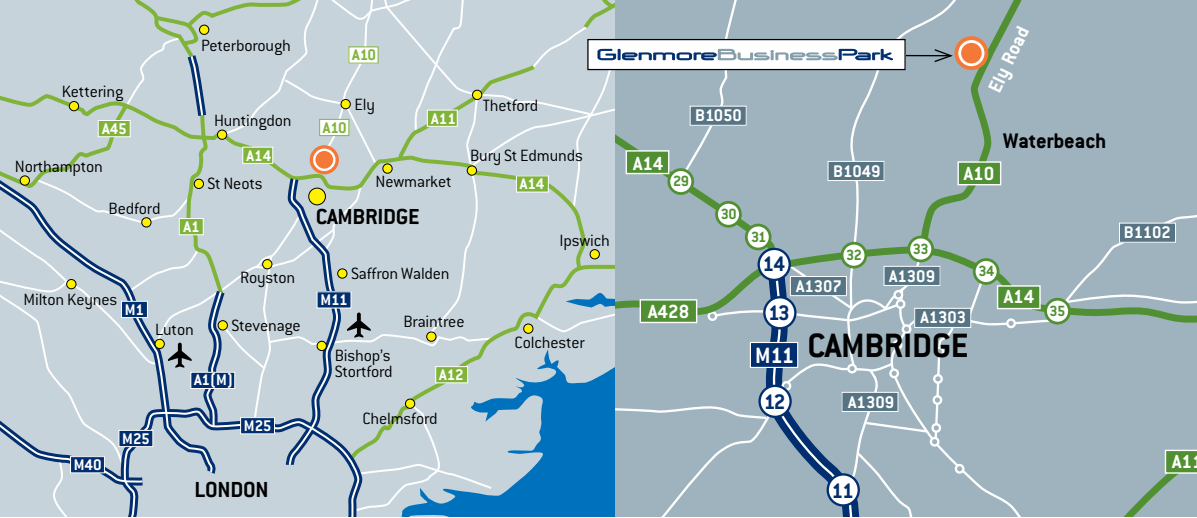 Peterborough
A10
Kettering
Ely
Thetford
A45
Huntingdon
A10
A11
A14
Bury St Edmunds
Northampton
Newmarket
St Neots
A14
Bedford
CAMBRIDGE
A1
Ipswich
Royston
Saffron Walden
Milton Keynes
M11
M1
Luton
Stevenage
Braintree
Colchester
Bishop's
Stortford
A1(M)
A12
Chelmsford
M25
M25
M40
LONDON
GlenmoreBusinessPark
Ely Road
B1050
Waterbeach
A14
B1049
A10
29
30
31
B1102
32
33
14
A1309
34
A1307
A14
A428
13
A1303
35
CAMBRIDGE
M11
12
A1309
A11
11